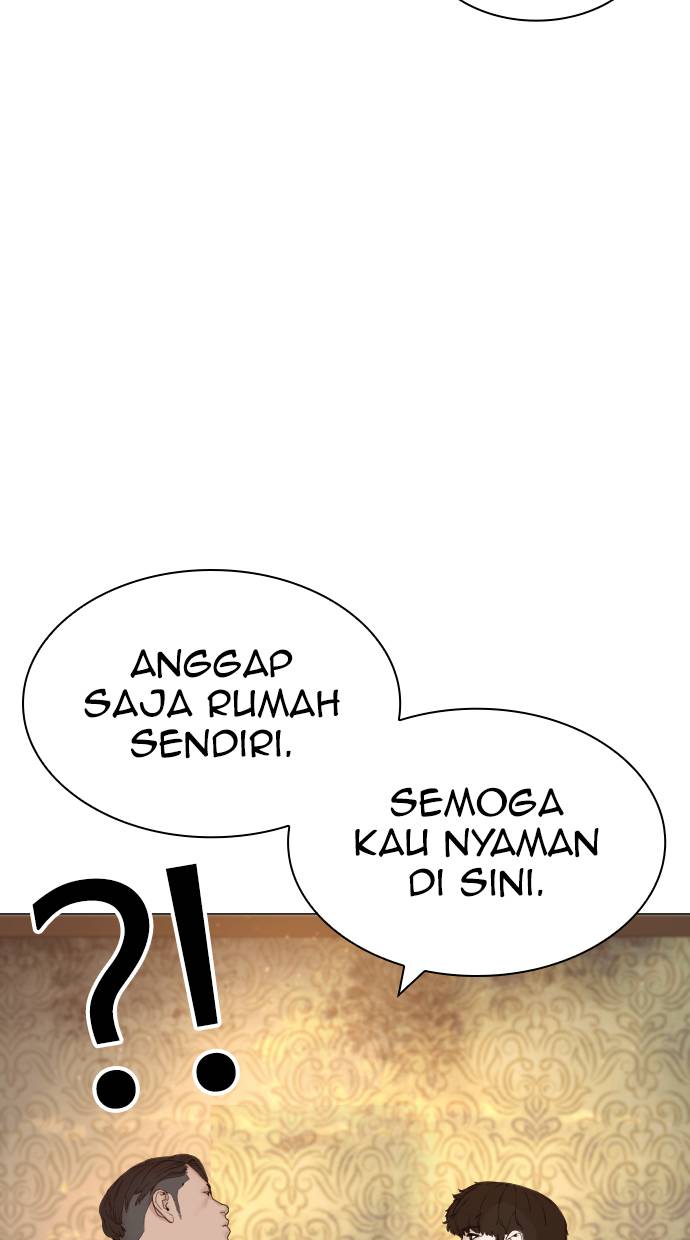 ANGGAP
SAJA RUMAH
SENDIRI.
SEMOGA
KAU NYAMAN
DI SINI.
?!